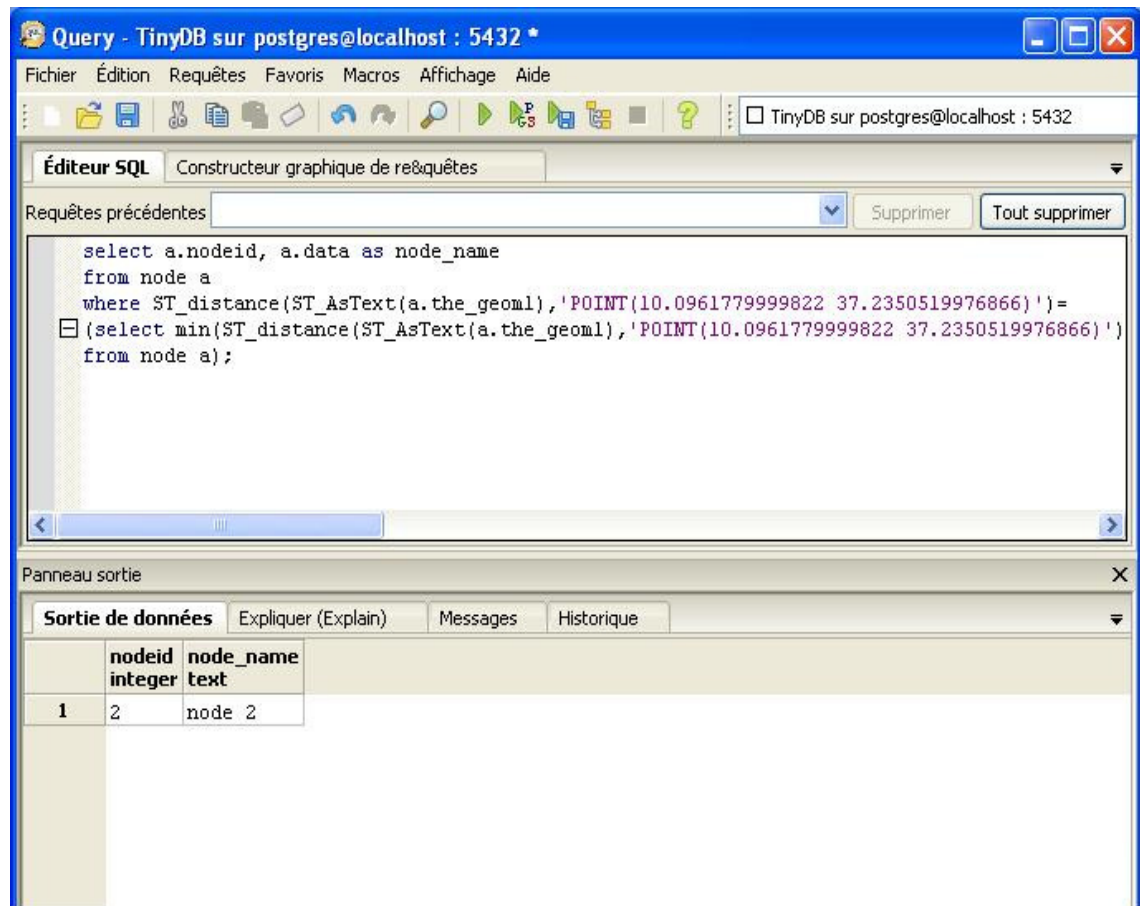 Query - TinyDB sur postgres@localhost : 5432 *
Fichier Édition Requêtes Favoris Macros Affichage Aide
TinyDB sur postgres@localhost : 5432
Éditeur SQL Constructeur graphique de re&quêtes
Requêtes précédentes Supprimer Tout supprimer
select a.nodeid, a.data as node_name
from node a
where ST_distance(ST_AsText(a.the_geom1),'POINT(10.0961779999822 37.2350519976866)')=
(select min(ST_distance(ST_AsText(a.the_geom1),'POINT(10.0961779999822 37.2350519976866)')
from node a);
Panneau sortie
Sortie de données Expliquer (Explain) Messages Historique
nodeid node_name
integer text
1 2 node 2